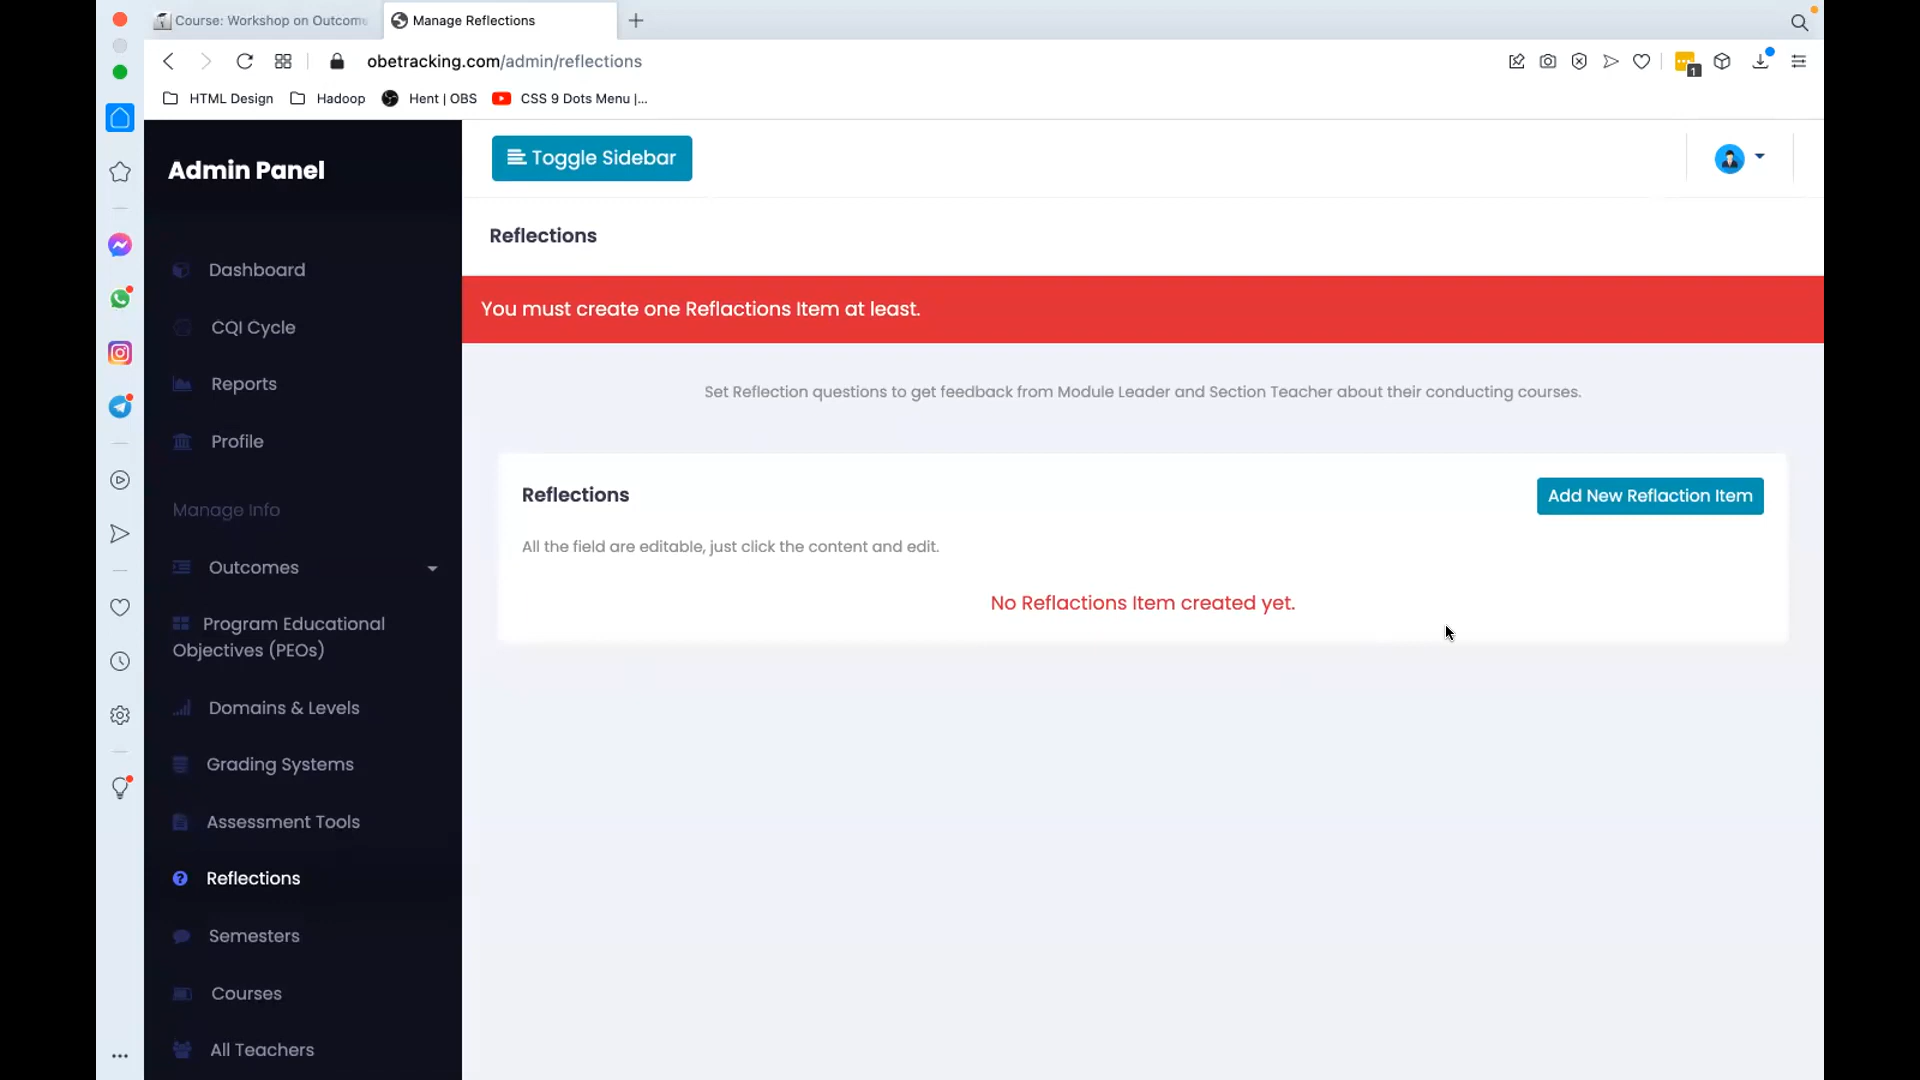 Course: Workshop on Outcome
Manage Reflections
obetracking.com/admin/reflections
1
HTML Design
Hadoop
Hent | OBS
CSS 9 Dots Menu |...
Admin Panel
Toggle Sidebar
Reflections
You must create one Reflactions Item at least.
Set Reflection questions to get feedback from Module Leader and Section Teacher about their conducting courses.
Reflections
Add New Reflaction Item
All the field are editable, just click the content and edit.
No Reflactions Item created yet.
Dashboard
CQI Cycle
Reports
Profile
Manage Info
Outcomes
Program Educational
Objectives (PEOs)
Domains & Levels
Grading Systems
Assessment Tools
Reflections
Semesters
Courses
All Teachers